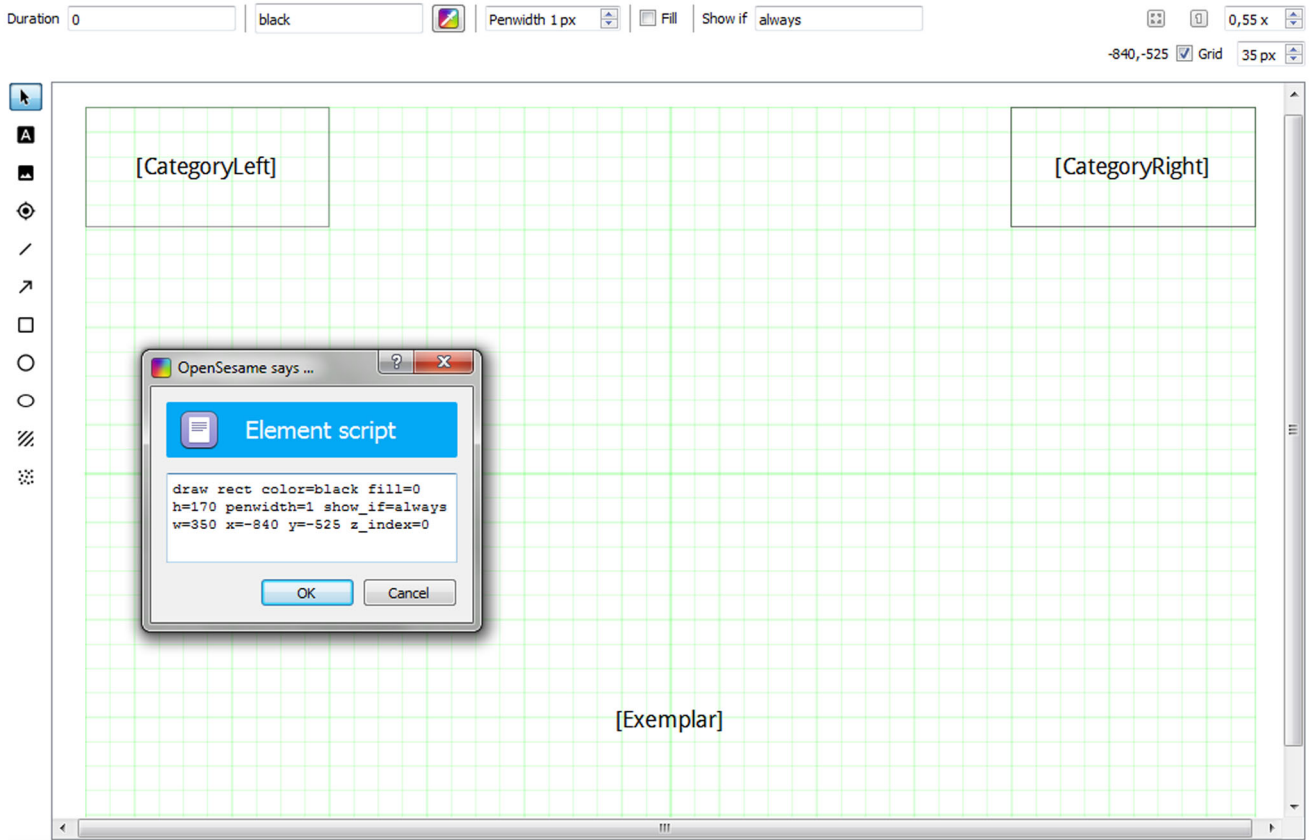 Duration 0 black Penwidth 1 px Fill Show if always 0,55 x
-840,-525 Grid 35 px
A
[CategoryLeft] [CategoryRight]
OpenSesame says ... ?
Element script
draw rect color=black fill=0
h=170 penwidth=1 show_if=always
w=350 x=-840 y=-525 z_index=0
OK Cancel
[Exemplar]